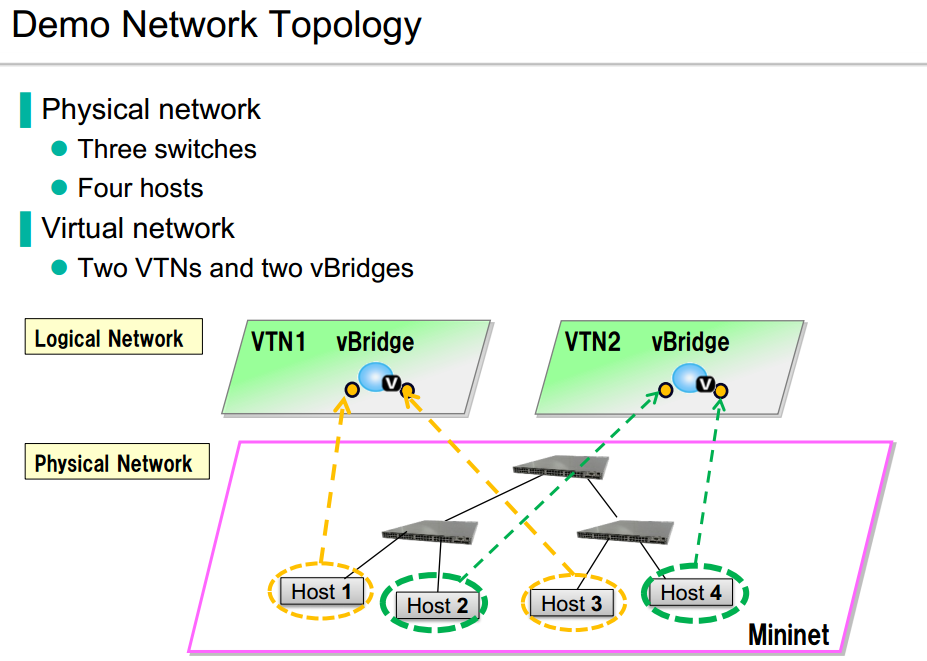 Demo Network Topology
Physical network
Three switches
Four hosts
Virtual network
Two VTNs and two vBridges
Logical Network
VTN1 vBridge
V
VTN2 vBridge
V
Physical Network
Host 1
Host 2
Host 3
Host 4
Mininet